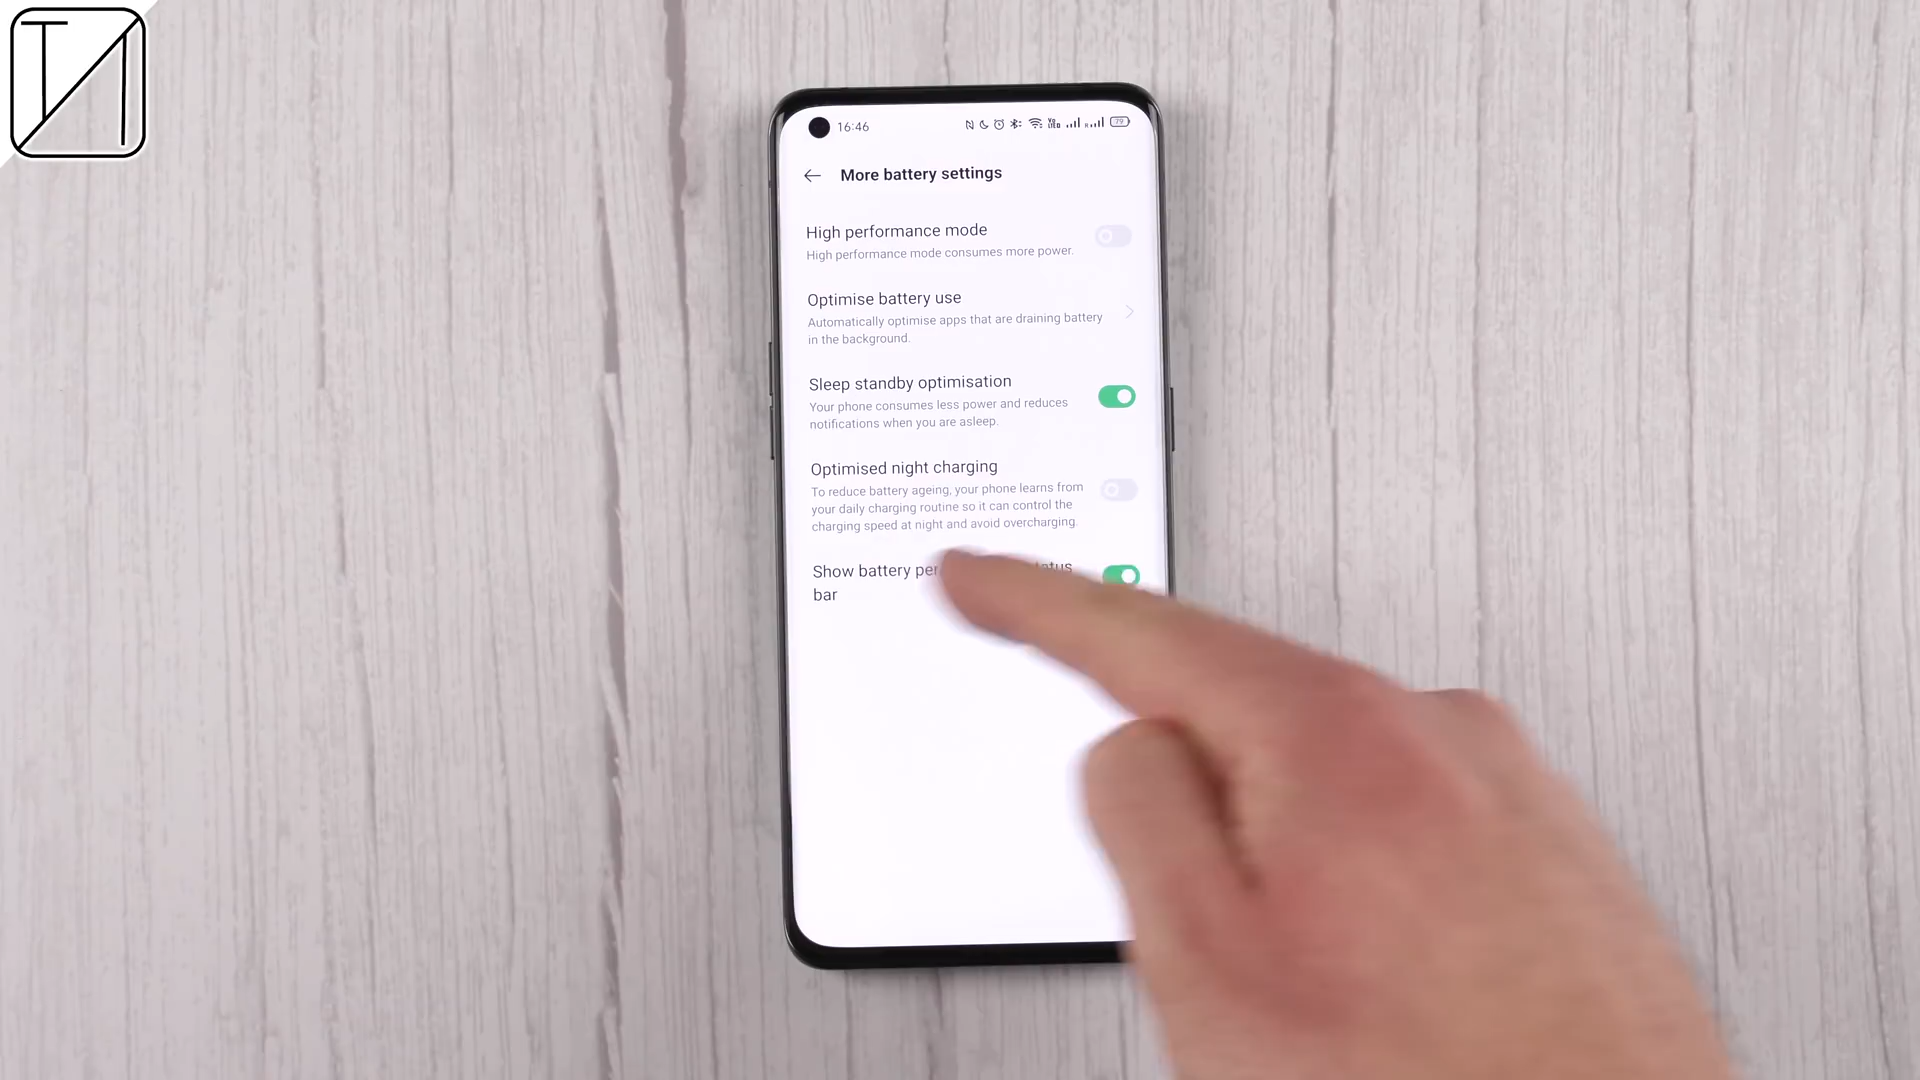 16:46
79
More battery settings
High performance mode
High performance mode consumes more power.
Optimise battery use
Automatically optimise apps that are draining battery
in the background.
Sleep standby optimisation
Your phone consumes less power and reduces
notifications when you are asleep.
Optimised night charging
To reduce battery ageing, your phone learns from
your daily charging routine so it can control the
charging speed at night and avoid overcharging.
Show battery
bar